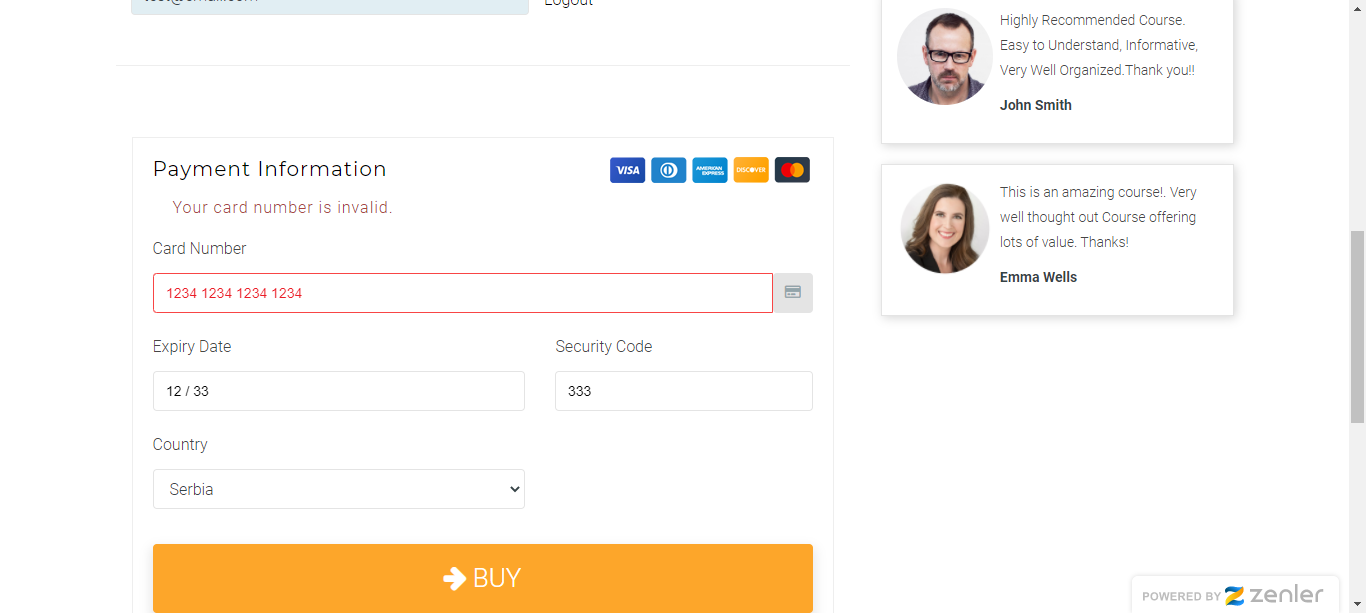 test@email.com
Logout
Payment Information
VISA
AMERICAN EXPRESS
DISCOVER
Your card number is invalid.
Card Number
1234 1234 1234 1234
Expiry Date
Security Code
12 / 33
333
Country
Serbia
BUY
Highly Recommended Course.
Easy to Understand, Informative,
Very Well Organized.Thank you!!
John Smith
This is an amazing course!. Very
well thought out Course offering
lots of value. Thanks!
Emma Wells
POWERED BY zenler